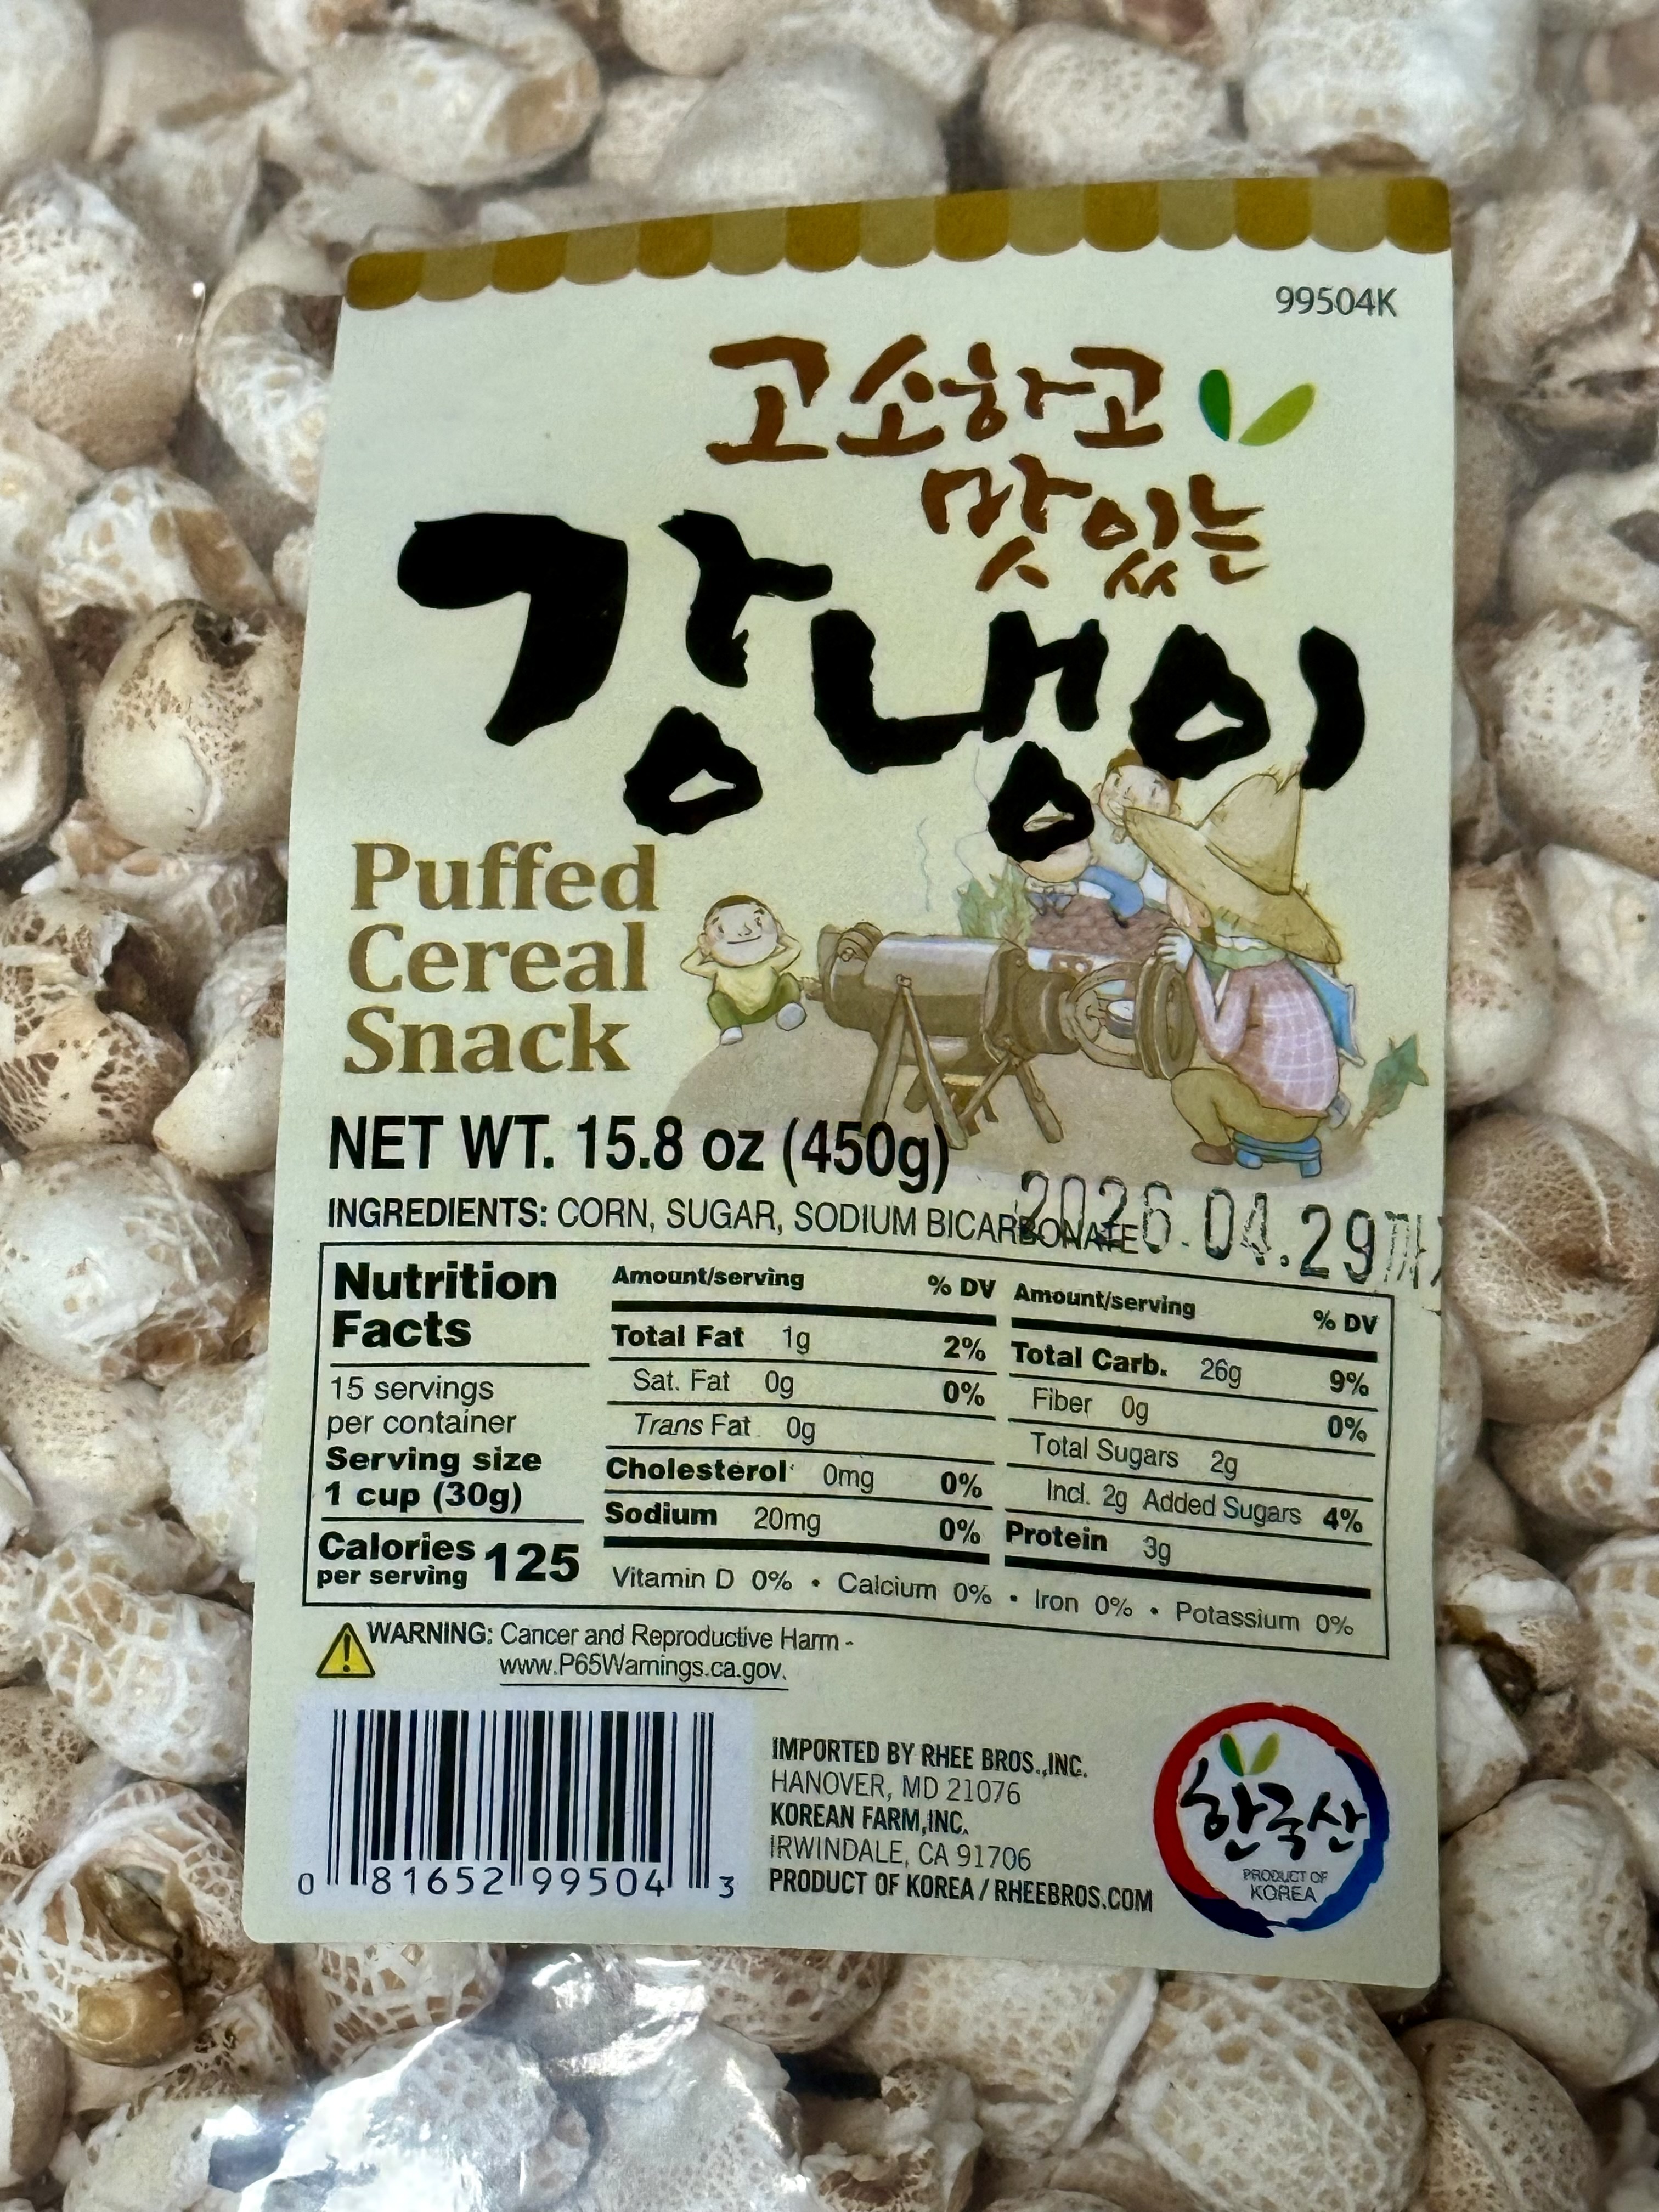 99504K
고소하고
맛있는
강냉이
Puffed
Cereal
Snack
NET WT. 15.8 oz (450g)
2026.04.29까지
INGREDIENTS: CORN, SUGAR, SODIUM BICARBONATE
Nutrition
Facts
15 servings
per container
Serving size
1 cup (30g)
Calories 125
per serving
Amount/serving % DV
Total Fat 1g 2%
Sat. Fat 0g 0%
Trans Fat 0g
Cholesterol 0mg 0%
Sodium 20mg 0%
Amount/serving % DV
Total Carb. 26g 9%
Fiber 0g 0%
Total Sugars 2g
Incl. 2g Added Sugars 4%
Protein 3g
Vitamin D 0% • Calcium 0% • Iron 0% • Potassium 0%
WARNING: Cancer and Reproductive Harm -
www.P65Warnings.ca.gov.
0 81652 99504 3
IMPORTED BY RHEE BROS.,INC.
HANOVER, MD 21076
KOREAN FARM,INC.
IRWINDALE, CA 91706
PRODUCT OF KOREA / RHEEBROS.COM
한국산
PRODUCT OF
KOREA